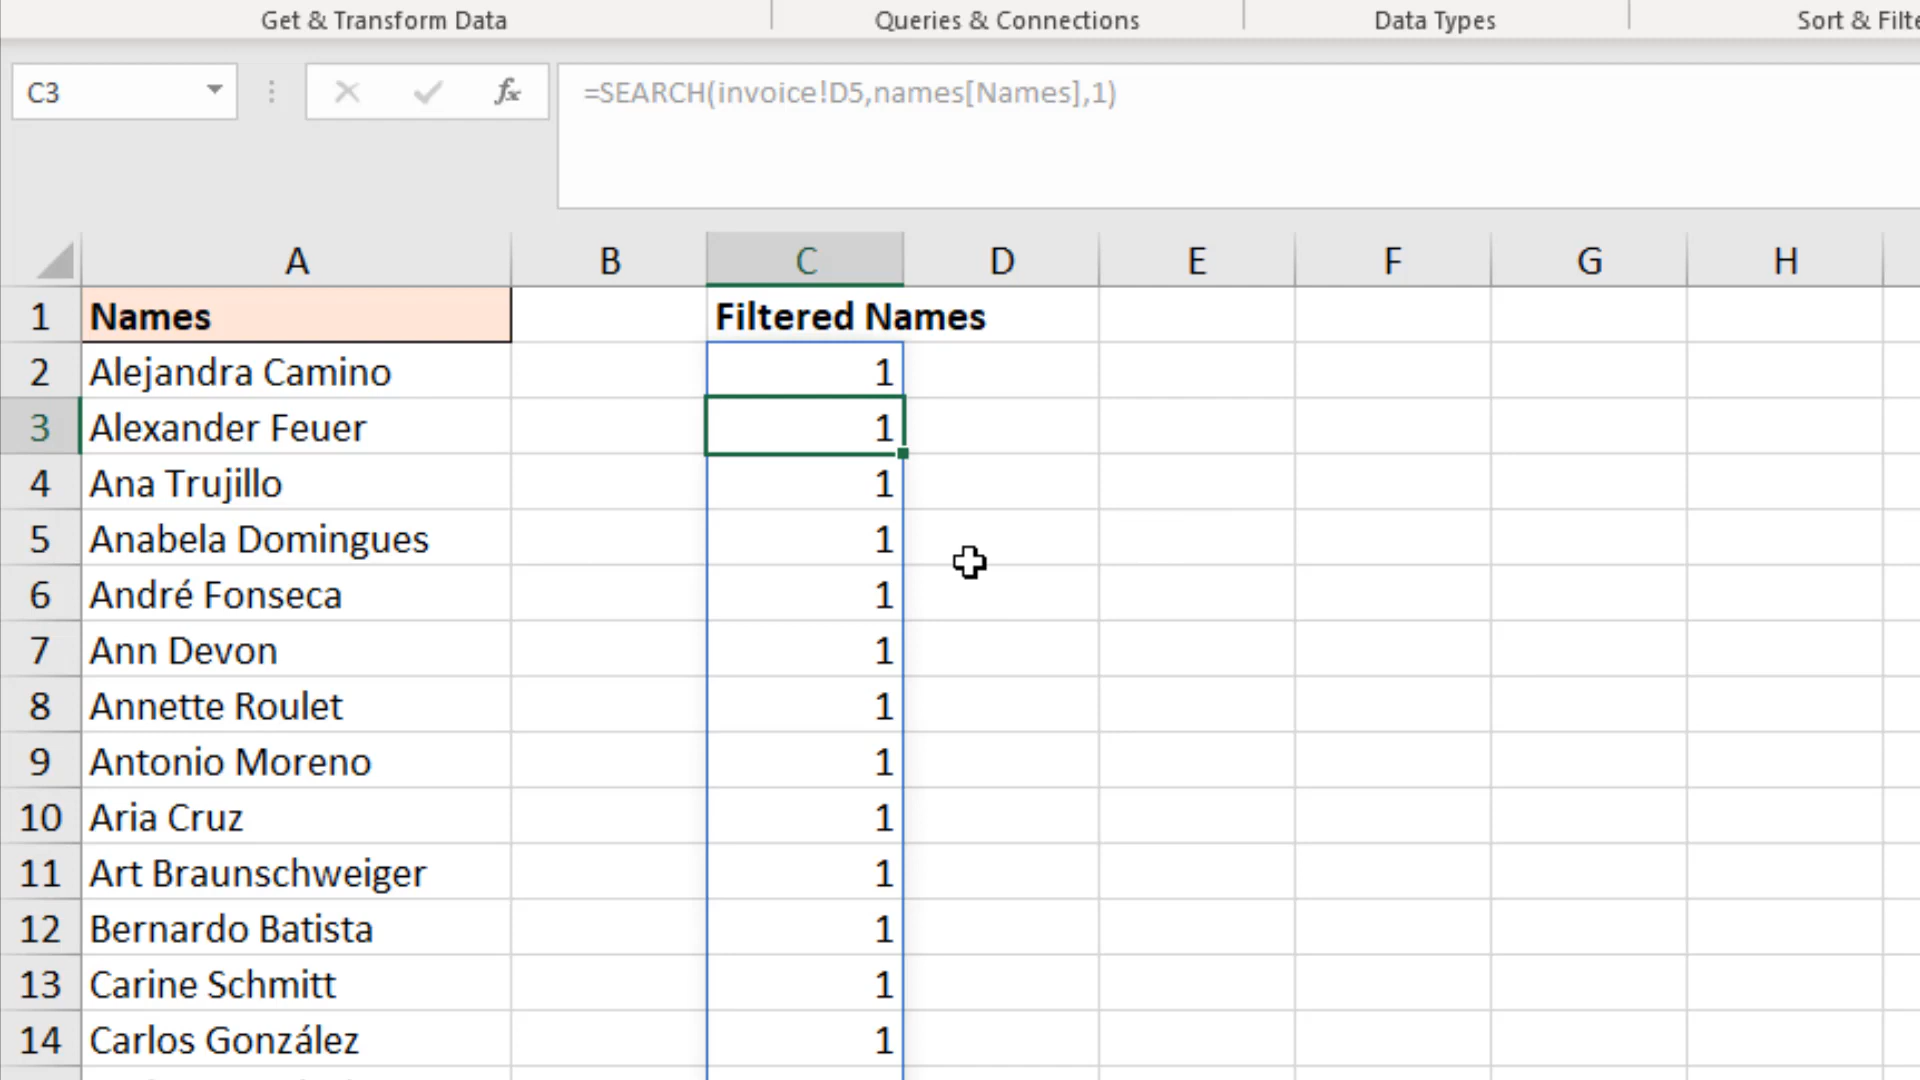 Get & Transform Data Queries & Connections Data Types Sort & Filte
C3 fx =SEARCH(invoice!D5,names[Names],1)
A B C D E F G H
1 Names Filtered Names
2 Alejandra Camino 1
3 Alexander Feuer 1
4 Ana Trujillo 1
5 Anabela Domingues 1
6 André Fonseca 1
7 Ann Devon 1
8 Annette Roulet 1
9 Antonio Moreno 1
10 Aria Cruz 1
11 Art Braunschweiger 1
12 Bernardo Batista 1
13 Carine Schmitt 1
14 Carlos González 1